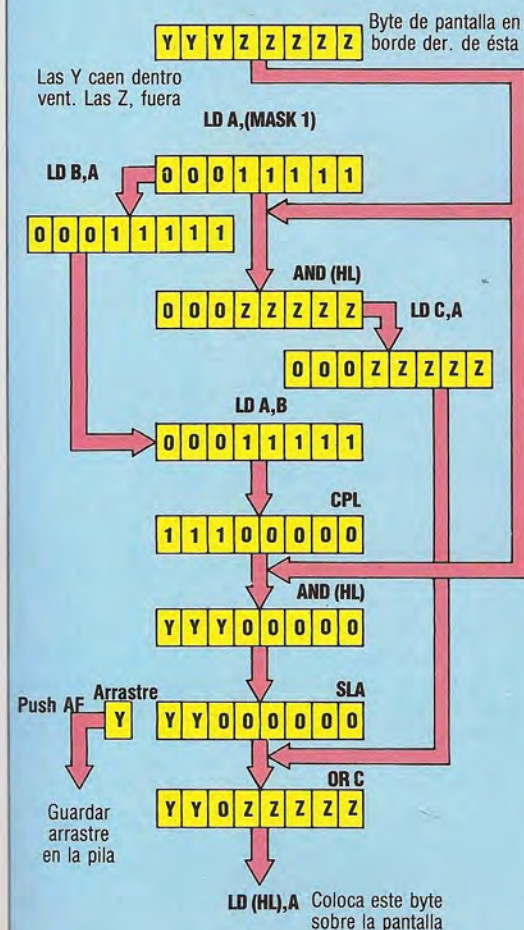 Byte de pantalla en
borde der. de ésta
Y Y Y Z Z Z Z Z
Las Y caen dentro
vent. Las Z, fuera
LD A,(MASK 1)
LD B,A
0 0 0 1 1 1 1 1
0 0 0 1 1 1 1 1
AND (HL)
0 0 0 Z Z Z Z Z
LD C,A
0 0 0 Z Z Z Z Z
LD A,B
0 0 0 1 1 1 1 1
CPL
1 1 1 0 0 0 0 0
AND (HL)
Y Y Y 0 0 0 0 0
SLA
Push AF
Arrastre
Y
Y Y 0 0 0 0 0 0
OR C
Y Y 0 Z Z Z Z Z
Guardar
arrastre
en la pila
LD (HL),A Coloca este byte
sobre la pantalla